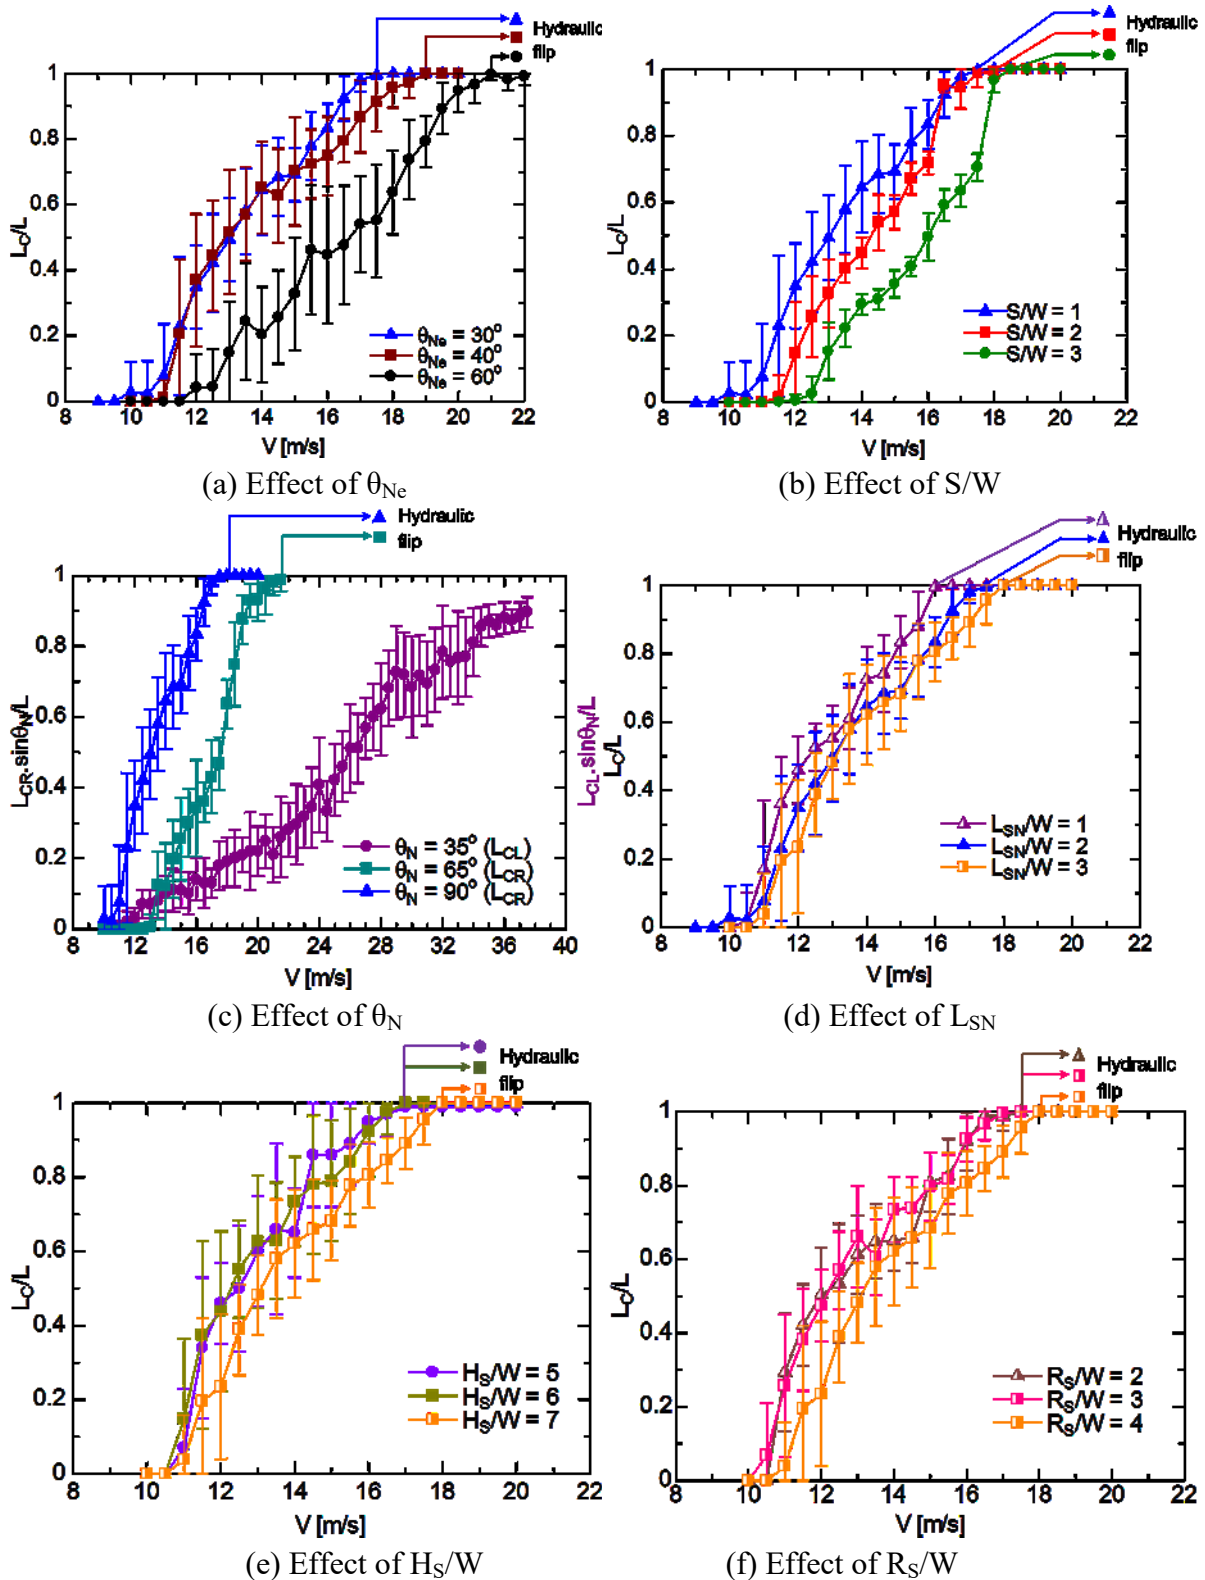 Hydraulic
flip
1
0.8
0.6
0.4
0.2
0
L_C/L
θ_Ne = 30°
θ_Ne = 40°
θ_Ne = 60°
8 10 12 14 16 18 20 22
V [m/s]
(a) Effect of θ_Ne
Hydraulic
flip
1
0.8
0.6
0.4
0.2
0
L_C/L
S/W = 1
S/W = 2
S/W = 3
8 10 12 14 16 18 20 22
V [m/s]
(b) Effect of S/W
Hydraulic
flip
1
0.8
0.6
0.4
0.2
0
L_CR.sinθ_N/L
L_CL.sinθ_N/L
θ_N = 35° (L_CL)
θ_N = 65° (L_CR)
θ_N = 90° (L_CR)
8 12 16 20 24 28 32 36 40
V [m/s]
(c) Effect of θ_N
Hydraulic
flip
1
0.8
0.6
0.4
0.2
0
L_C/L
L_SN/W = 1
L_SN/W = 2
L_SN/W = 3
8 10 12 14 16 18 20 22
V [m/s]
(d) Effect of L_SN
Hydraulic
flip
1
0.8
0.6
0.4
0.2
0
L_C/L
H_S/W = 5
H_S/W = 6
H_S/W = 7
8 10 12 14 16 18 20 22
V [m/s]
(e) Effect of H_S/W
Hydraulic
flip
1
0.8
0.6
0.4
0.2
0
L_C/L
R_S/W = 2
R_S/W = 3
R_S/W = 4
8 10 12 14 16 18 20 22
V [m/s]
(f) Effect of R_S/W